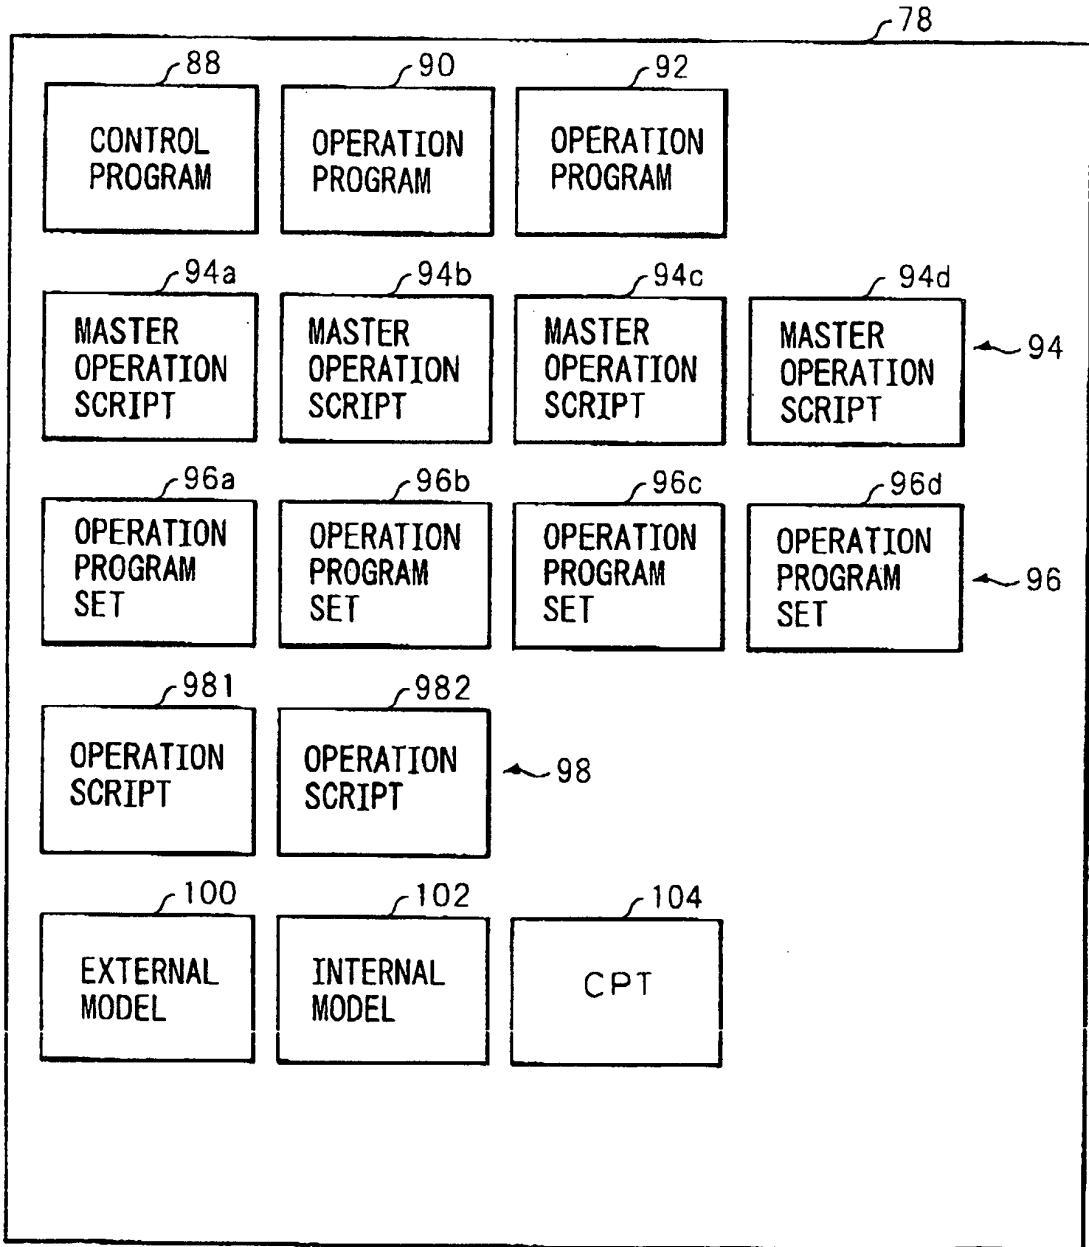 78
88
90
92
CONTROL
PROGRAM
OPERATION
PROGRAM
OPERATION
PROGRAM
94a
94b
94c
94d
MASTER
OPERATION
SCRIPT
MASTER
OPERATION
SCRIPT
MASTER
OPERATION
SCRIPT
MASTER
OPERATION
SCRIPT
94
96a
96b
96c
96d
OPERATION
PROGRAM
SET
OPERATION
PROGRAM
SET
OPERATION
PROGRAM
SET
OPERATION
PROGRAM
SET
96
981
982
OPERATION
SCRIPT
OPERATION
SCRIPT
98
100
102
104
EXTERNAL
MODEL
INTERNAL
MODEL
CPT